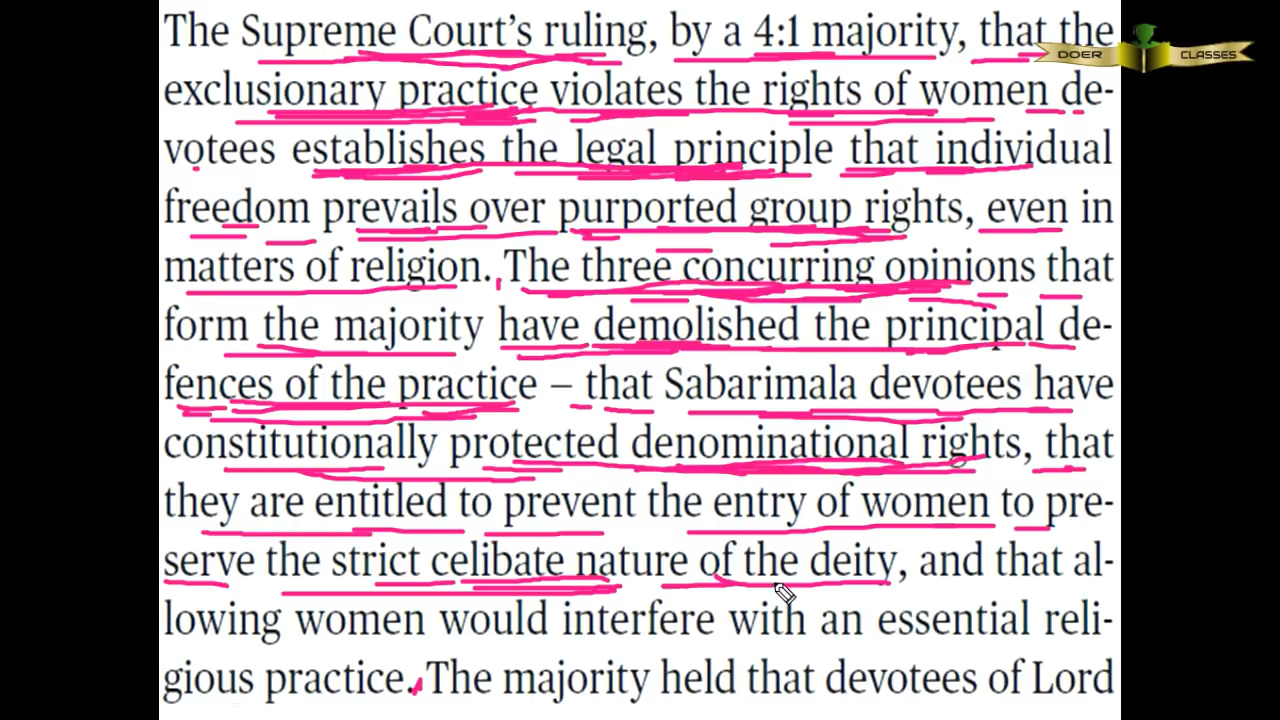 The Supreme Court's ruling, by a 4:1 majority, that the
DOER CLASSES
exclusionary practice violates the rights of women de-
votees establishes the legal principle that individual
freedom prevails over purported group rights, even in
matters of religion. The three concurring opinions that
form the majority have demolished the principal de-
fences of the practice – that Sabarimala devotees have
constitutionally protected denominational rights, that
they are entitled to prevent the entry of women to pre-
serve the strict celibate nature of the deity, and that al-
lowing women would interfere with an essential reli-
gious practice. The majority held that devotees of Lord